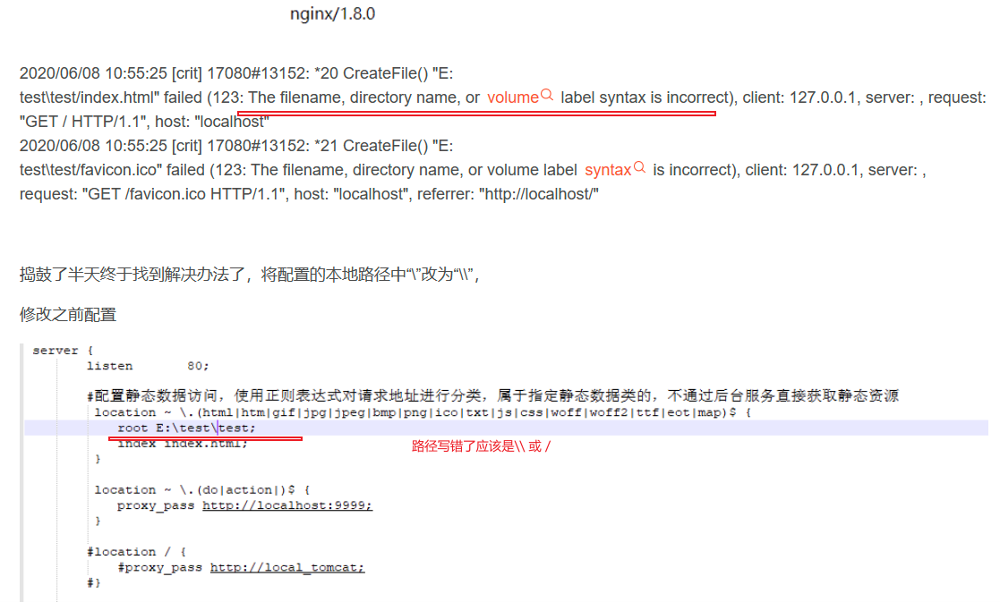 nginx/1.8.0
2020/06/08 10:55:25 [crit] 17080#13152: *20 CreateFile() "E:
test\test/index.html" failed (123: The filename, directory name, or volume label syntax is incorrect), client: 127.0.0.1, server: , request:
"GET / HTTP/1.1", host: "localhost"
2020/06/08 10:55:25 [crit] 17080#13152: *21 CreateFile() "E:
test\test/favicon.ico" failed (123: The filename, directory name, or volume label syntax is incorrect), client: 127.0.0.1, server: ,
request: "GET /favicon.ico HTTP/1.1", host: "localhost", referrer: "http://localhost/"
捣鼓了半天终于找到解决办法了，将配置的本地路径中“\”改为“\\”，
修改之前配置
server {
listen 80;
#配置静态数据访问，使用正则表达式对请求地址进行分类，属于指定静态数据类的，不通过后台服务直接获取静态资源
location ~ \.(html|htm|gif|jpg|jpeg|bmp|png|ico|txt|js|css|woff|woff2|ttf|eot|map)$ {
root E:\test\test;
index index.html;
路径写错了应该是\\ 或 /
}
location ~ \.(do|action|)$ {
proxy_pass http://localhost:9999;
}
#location / {
#proxy_pass http://local_tomcat;
#}